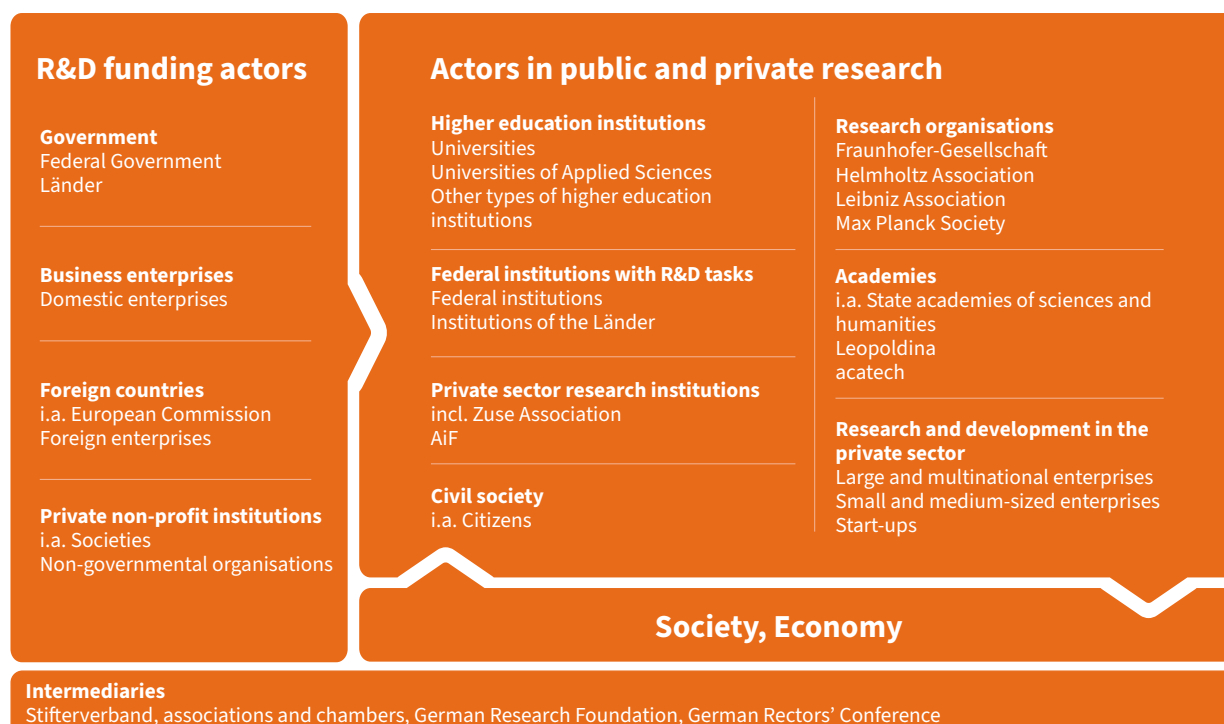 R&D funding actors
Government
Federal Government
Länder
Business enterprises
Domestic enterprises
Foreign countries
i.a. European Commission
Foreign enterprises
Private non-profit institutions
i.a. Societies
Non-governmental organisations
Actors in public and private research
Higher education institutions
Universities
Universities of Applied Sciences
Other types of higher education
institutions
Federal institutions with R&D tasks
Federal institutions
Institutions of the Länder
Private sector research institutions
incl. Zuse Association
AiF
Civil society
i.a. Citizens
Research organisations
Fraunhofer-Gesellschaft
Helmholtz Association
Leibniz Association
Max Planck Society
Academies
i.a. State academies of sciences and
humanities
Leopoldina
acatech
Research and development in the
private sector
Large and multinational enterprises
Small and medium-sized enterprises
Start-ups
Society, Economy
Intermediaries
Stifterverband, associations and chambers, German Research Foundation, German Rectors’ Conference